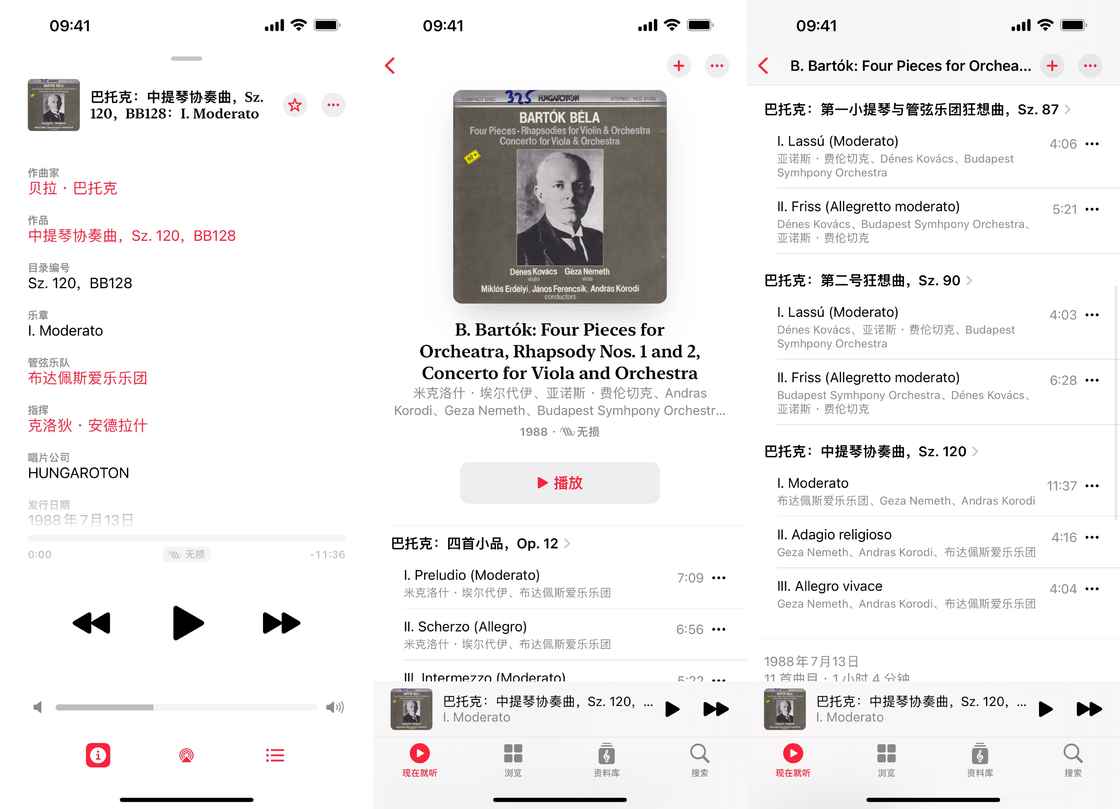 09:41
巴托克：中提琴协奏曲，Sz.
120，BB128：I. Moderato
作曲家
贝拉·巴托克
作品
中提琴协奏曲，Sz. 120，BB128
目录编号
Sz. 120，BB128
乐章
I. Moderato
管弦乐队
布达佩斯爱乐乐团
指挥
克洛狄·安德拉什
唱片公司
HUNGAROTON
发行日期
1988年7月13日
0:00
无损
-11:36
09:41
325 HUNGAROTON
BARTÓK BÉLA
Four Pieces · Rhapsodies for Violin & Orchestra
Concerto for Viola & Orchestra
Dénes Kovács Géza Németh
violin viola
Miklós Erdélyi, János Ferencsik, András Kórodi
conductors
B. Bartók: Four Pieces for
Orcheatra, Rhapsody Nos. 1 and 2,
Concerto for Viola and Orchestra
米克洛什·埃尔代伊、亚诺斯·费伦切克、Andras
Korodi、Geza Nemeth、Budapest Symhpony Orchestr...
1988 · 无损
播放
巴托克：四首小品，Op. 12
I. Preludio (Moderato)
7:09
米克洛什·埃尔代伊、布达佩斯爱乐乐团
II. Scherzo (Allegro)
6:56
米克洛什·埃尔代伊、布达佩斯爱乐乐团
III. Intermezzo (Moderato)
5:22
巴托克：中提琴协奏曲，Sz. 120, ...
I. Moderato
现在就听
浏览
资料库
搜索
09:41
B. Bartók: Four Pieces for Orchea...
巴托克：第一小提琴与管弦乐团狂想曲，Sz. 87
I. Lassú (Moderato)
4:06
亚诺斯·费伦切克、Dénes Kovács、Budapest
Symhpony Orchestra
II. Friss (Allegretto moderato)
5:21
Dénes Kovács、Budapest Symhpony Orchestra、
亚诺斯·费伦切克
巴托克：第二号狂想曲，Sz. 90
I. Lassú (Moderato)
4:03
Dénes Kovács、亚诺斯·费伦切克、Budapest
Symhpony Orchestra
II. Friss (Allegretto moderato)
6:28
Budapest Symhpony Orchestra、Dénes Kovács、
亚诺斯·费伦切克
巴托克：中提琴协奏曲，Sz. 120
I. Moderato
11:37
布达佩斯爱乐乐团、Geza Nemeth、Andras Korodi
II. Adagio religioso
4:16
Geza Nemeth、Andras Korodi、布达佩斯爱乐乐团
III. Allegro vivace
4:04
Geza Nemeth、Andras Korodi、布达佩斯爱乐乐团
1988年7月13日
11 首曲目 · 1 小时 4 分钟
巴托克：中提琴协奏曲，Sz. 120, ...
I. Moderato
现在就听
浏览
资料库
搜索